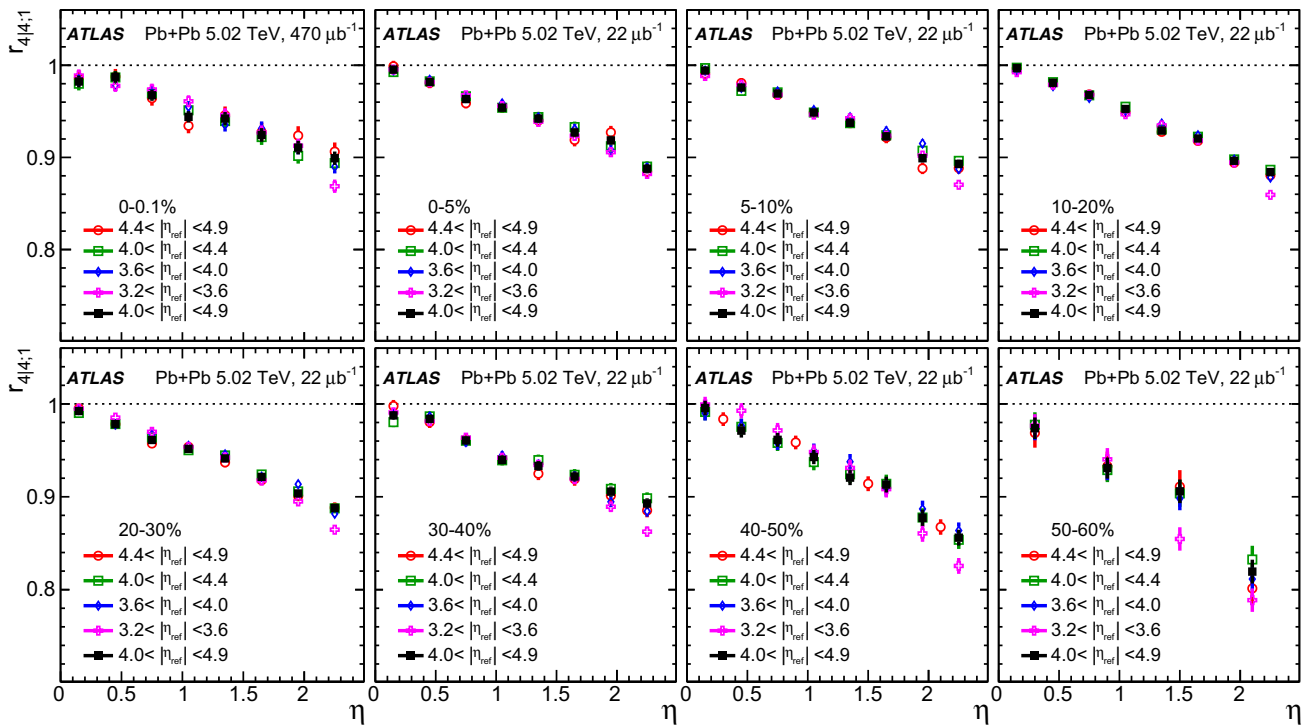 r4|4;1
ATLAS Pb+Pb 5.02 TeV, 470 μb⁻¹
1
0.9
0.8
0-0.1%
4.4< |ηref| <4.9
4.0< |ηref| <4.4
3.6< |ηref| <4.0
3.2< |ηref| <3.6
4.0< |ηref| <4.9
ATLAS Pb+Pb 5.02 TeV, 22 μb⁻¹
0-5%
4.4< |ηref| <4.9
4.0< |ηref| <4.4
3.6< |ηref| <4.0
3.2< |ηref| <3.6
4.0< |ηref| <4.9
ATLAS Pb+Pb 5.02 TeV, 22 μb⁻¹
5-10%
4.4< |ηref| <4.9
4.0< |ηref| <4.4
3.6< |ηref| <4.0
3.2< |ηref| <3.6
4.0< |ηref| <4.9
ATLAS Pb+Pb 5.02 TeV, 22 μb⁻¹
10-20%
4.4< |ηref| <4.9
4.0< |ηref| <4.4
3.6< |ηref| <4.0
3.2< |ηref| <3.6
4.0< |ηref| <4.9
r4|4;1
ATLAS Pb+Pb 5.02 TeV, 22 μb⁻¹
1
0.9
0.8
20-30%
4.4< |ηref| <4.9
4.0< |ηref| <4.4
3.6< |ηref| <4.0
3.2< |ηref| <3.6
4.0< |ηref| <4.9
0 0.5 1 1.5 2
η
ATLAS Pb+Pb 5.02 TeV, 22 μb⁻¹
30-40%
4.4< |ηref| <4.9
4.0< |ηref| <4.4
3.6< |ηref| <4.0
3.2< |ηref| <3.6
4.0< |ηref| <4.9
0 0.5 1 1.5 2
η
ATLAS Pb+Pb 5.02 TeV, 22 μb⁻¹
40-50%
4.4< |ηref| <4.9
4.0< |ηref| <4.4
3.6< |ηref| <4.0
3.2< |ηref| <3.6
4.0< |ηref| <4.9
0 0.5 1 1.5 2
η
ATLAS Pb+Pb 5.02 TeV, 22 μb⁻¹
50-60%
4.4< |ηref| <4.9
4.0< |ηref| <4.4
3.6< |ηref| <4.0
3.2< |ηref| <3.6
4.0< |ηref| <4.9
0 0.5 1 1.5 2
η